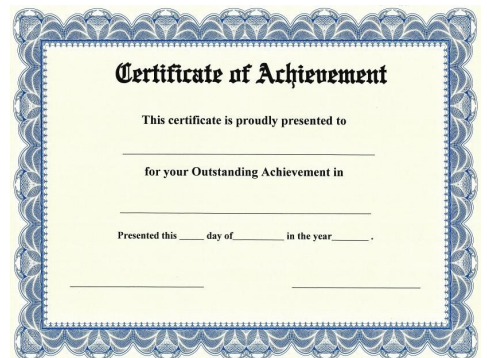 Certificate of Achievement
This certificate is proudly presented to
for your Outstanding Achievement in
Presented this _____ day of__________ in the year_______ .